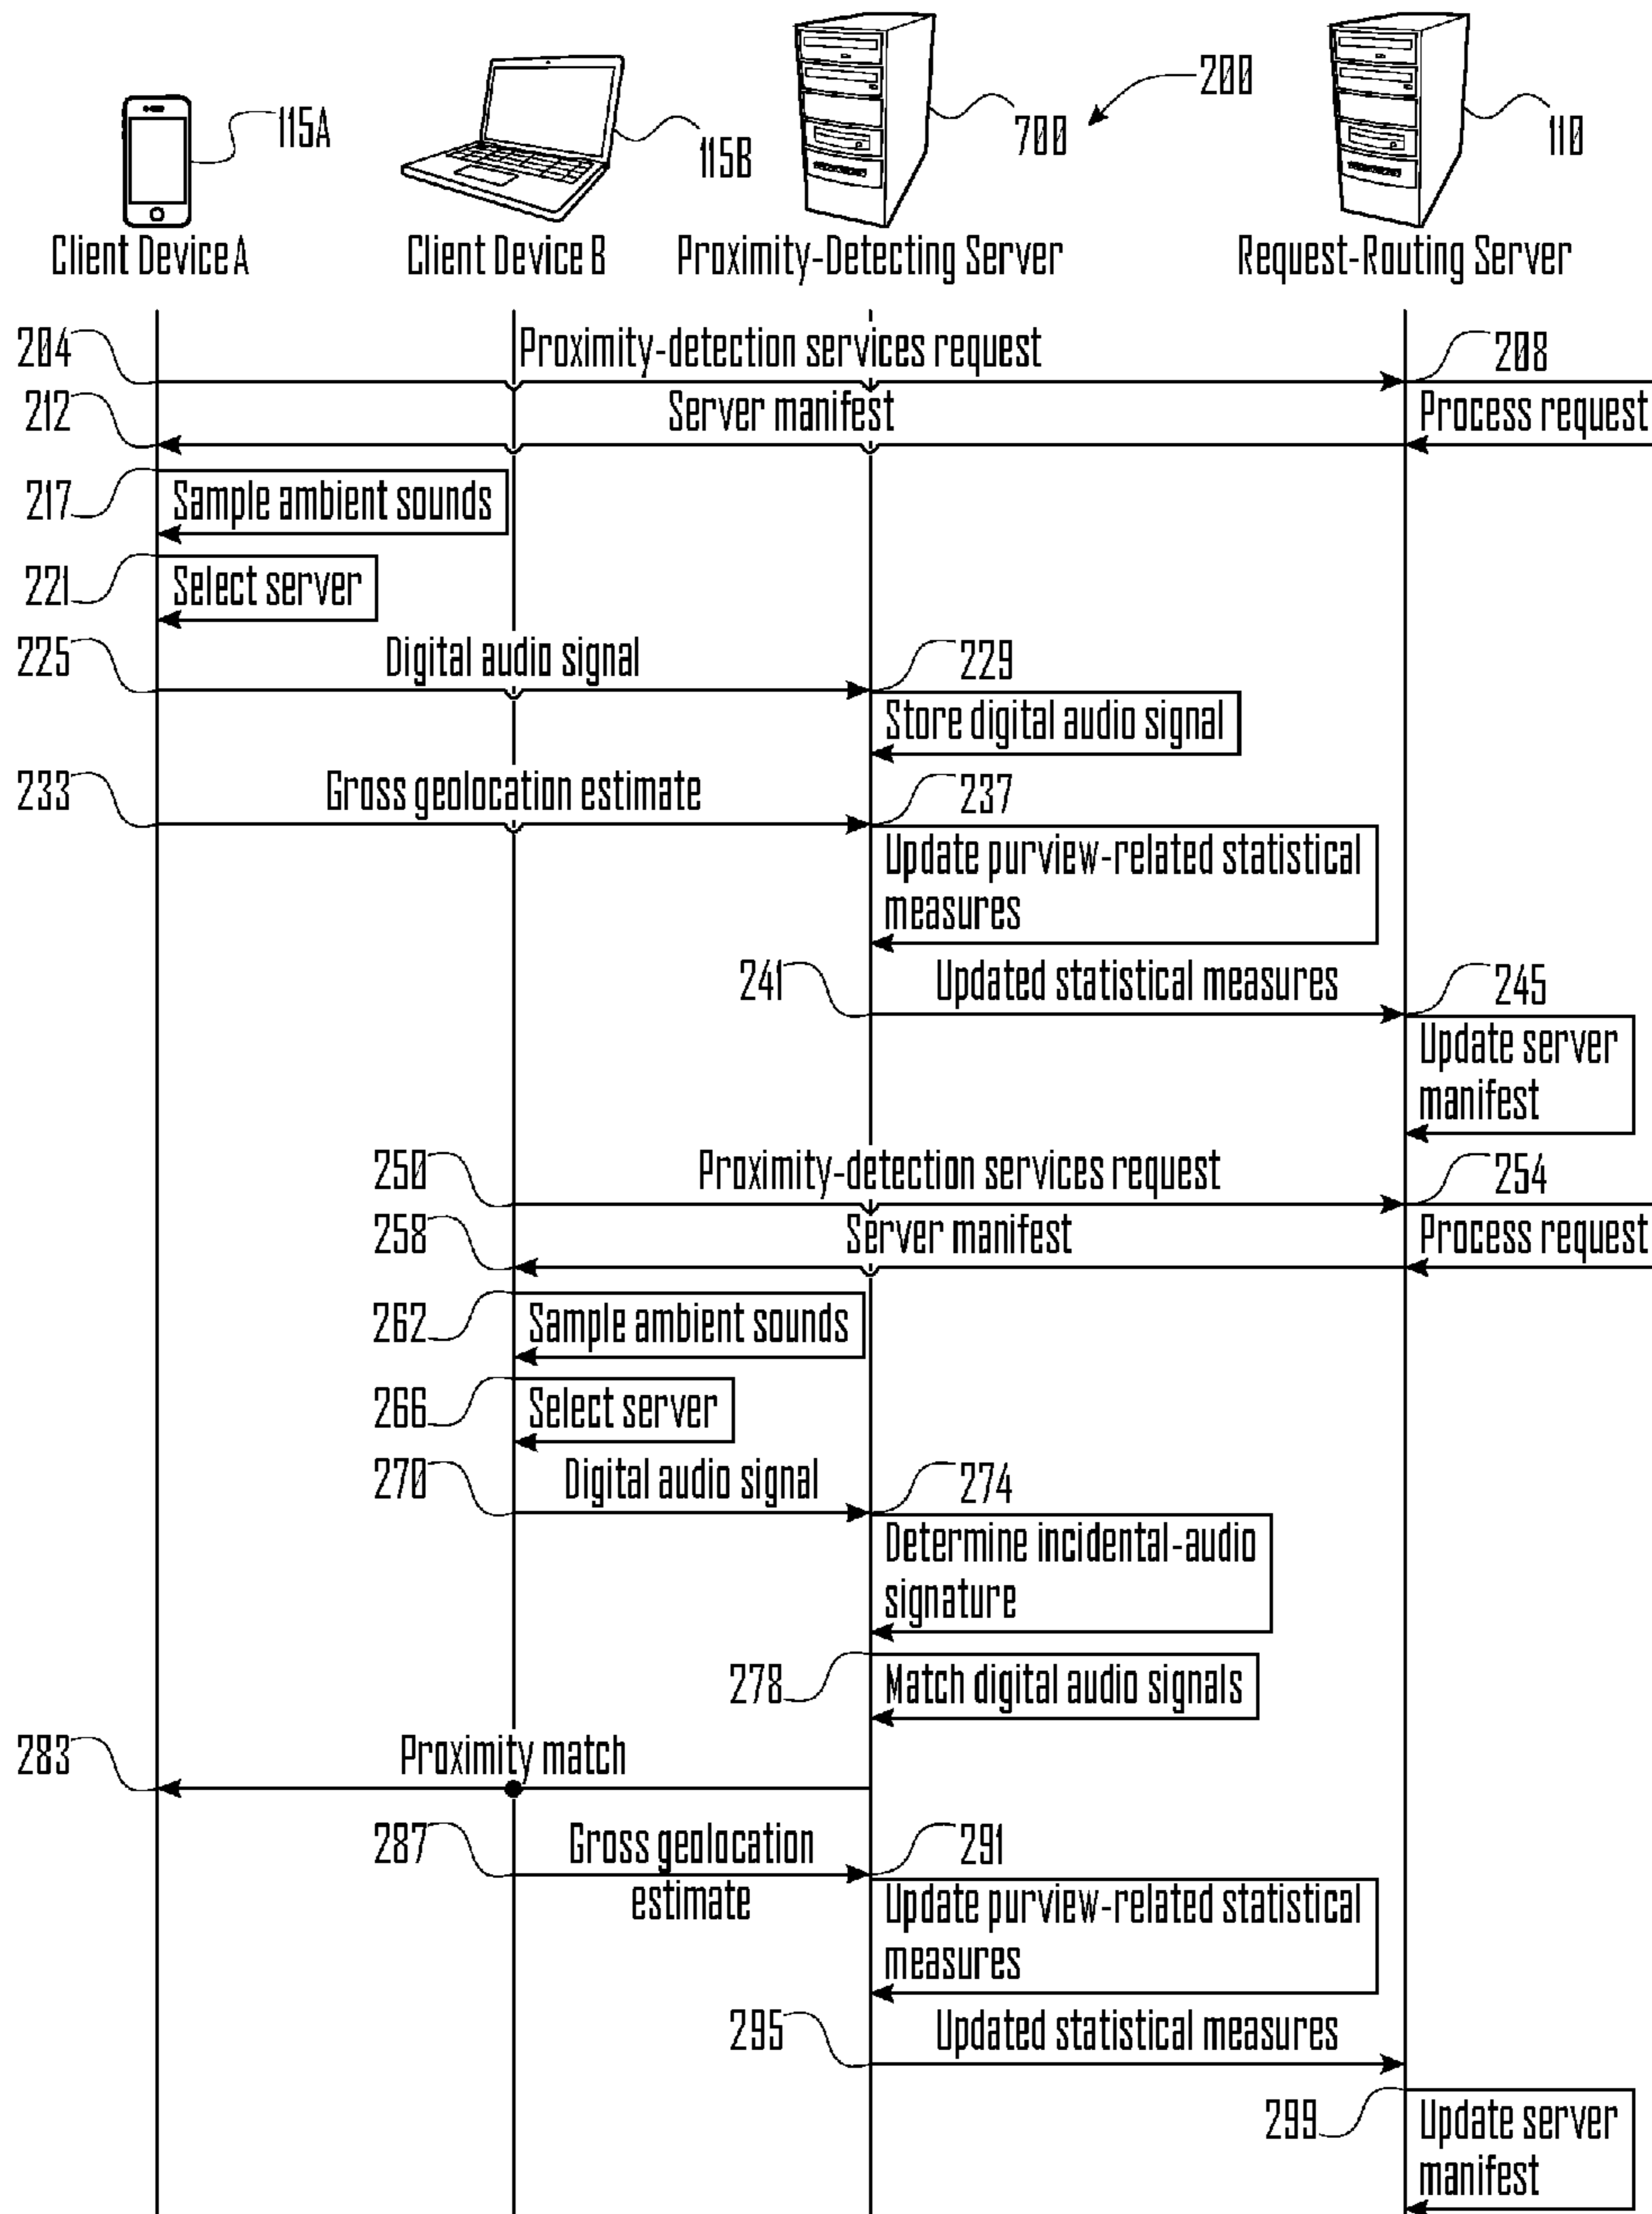 200
115A
115B
700
110
Client Device A
Client Device B
Proximity-Detecting Server
Request-Routing Server
204
Proximity-detection services request
208
212
Server manifest
Process request
217
Sample ambient sounds
221
Select server
225
Digital audio signal
229
Store digital audio signal
233
Gross geolocation estimate
237
Update purview-related statistical
measures
241
Updated statistical measures
245
Update server
manifest
250
Proximity-detection services request
254
258
Server manifest
Process request
262
Sample ambient sounds
266
Select server
270
Digital audio signal
274
Determine incidental-audio
signature
278
Match digital audio signals
283
Proximity match
287
Gross geolocation
estimate
291
Update purview-related statistical
measures
295
Updated statistical measures
299
Update server
manifest